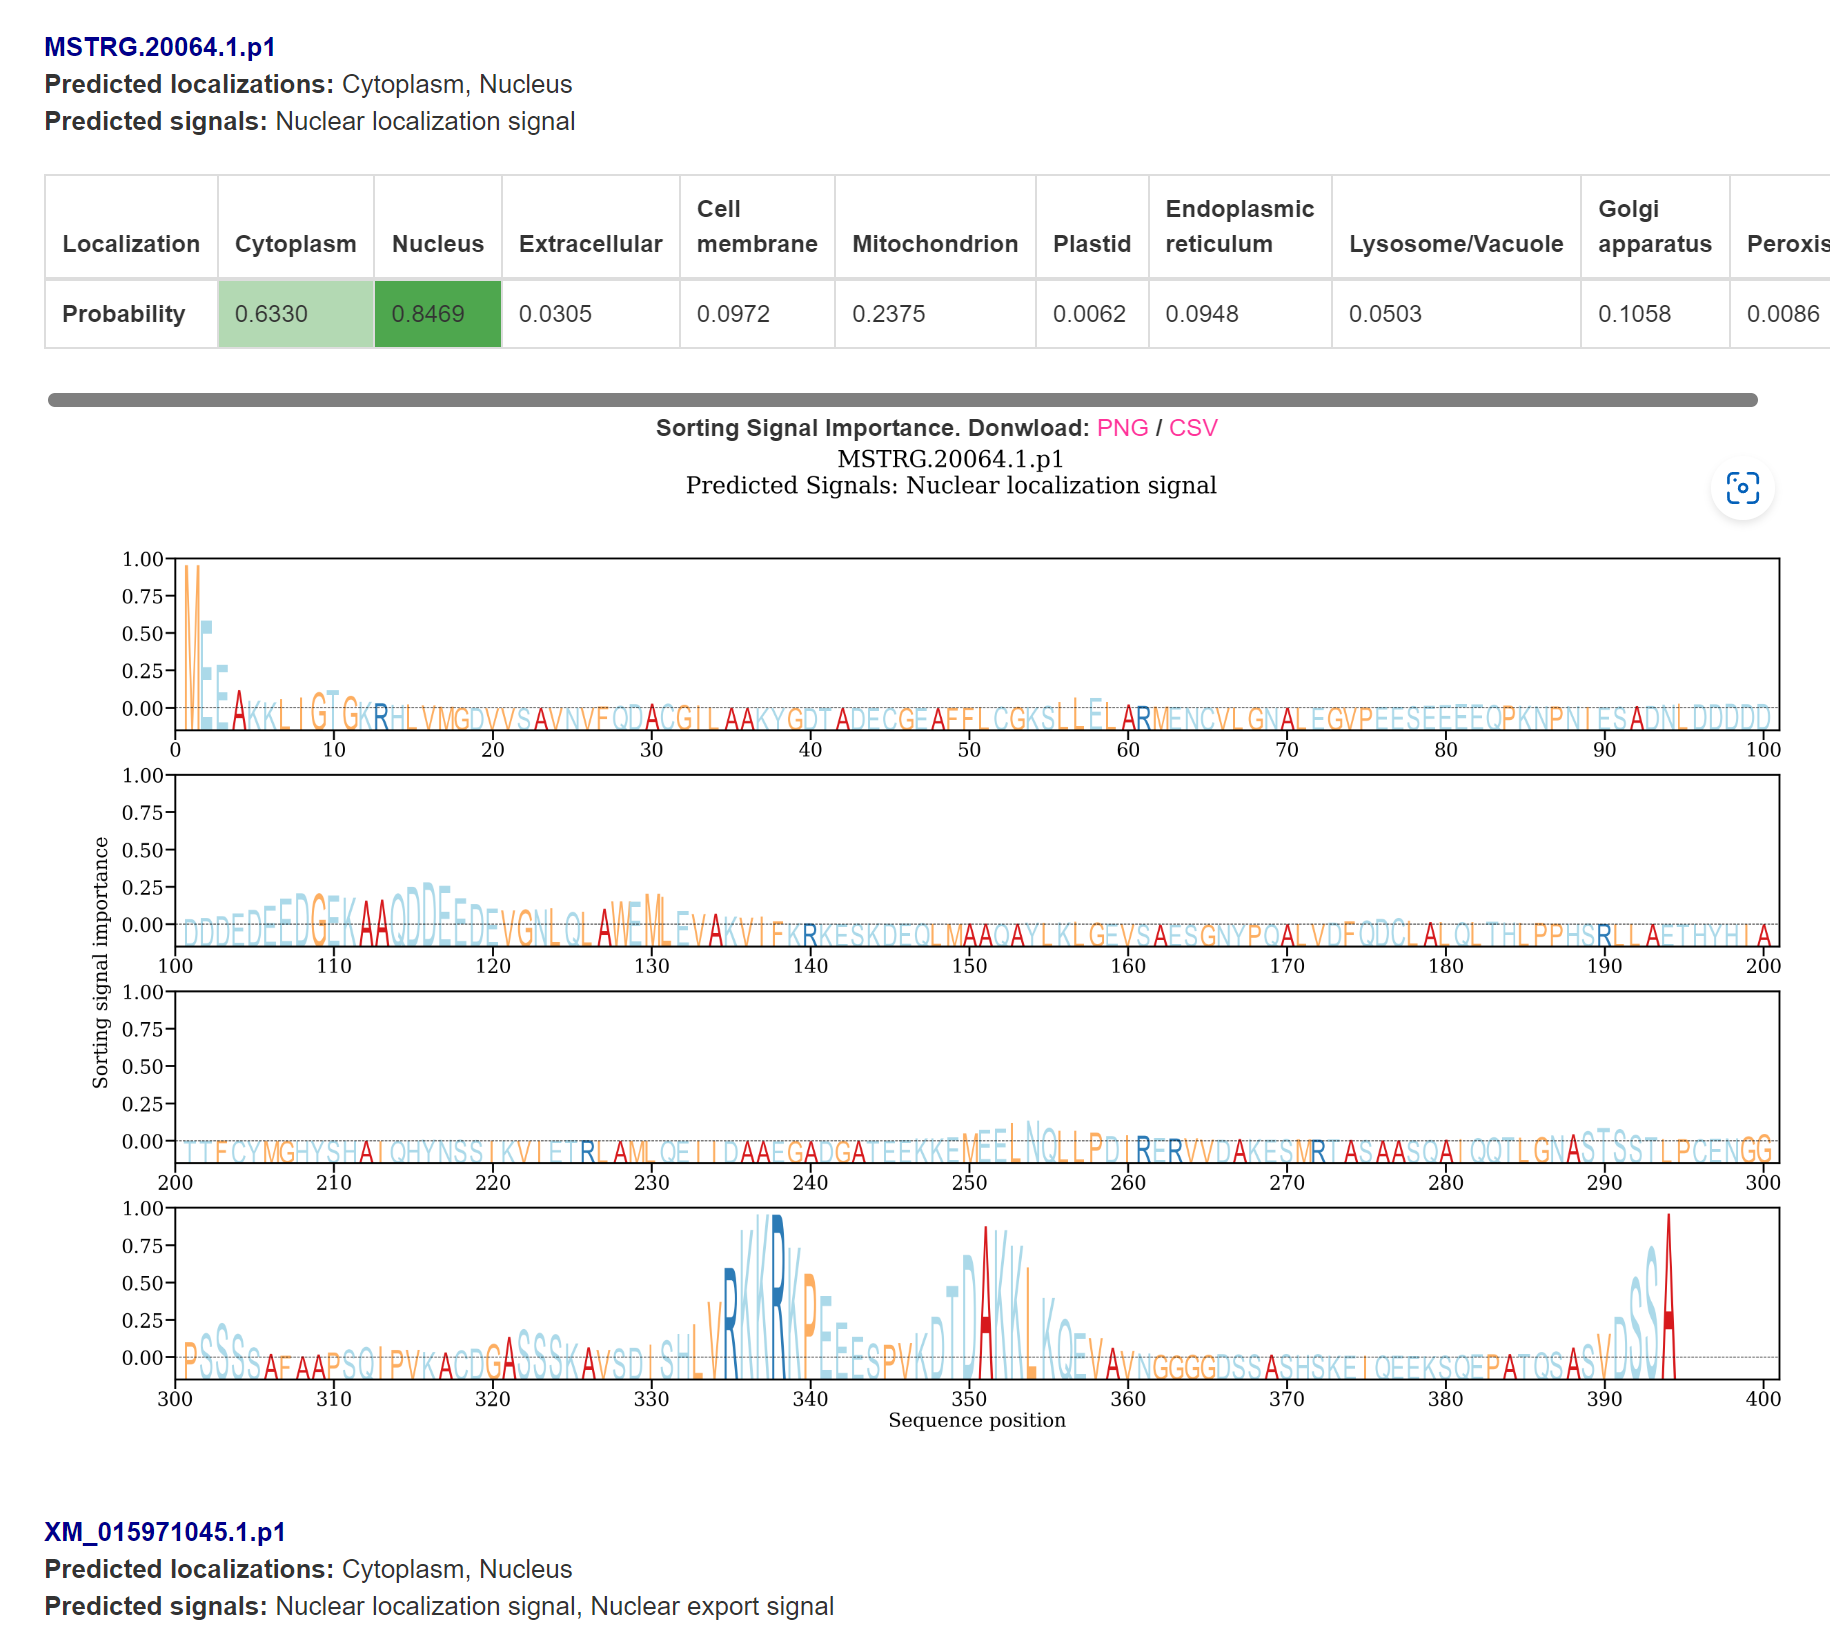 MSTRG.20064.1.p1
Predicted localizations: Cytoplasm, Nucleus
Predicted signals: Nuclear localization signal
Localization Cytoplasm Nucleus Extracellular Cell membrane Mitochondrion Plastid Endoplasmic reticulum Lysosome/Vacuole Golgi apparatus Peroxis
Probability 0.6330 0.8469 0.0305 0.0972 0.2375 0.0062 0.0948 0.0503 0.1058 0.0086
Sorting Signal Importance. Donwload: PNG / CSV
MSTRG.20064.1.p1
Predicted Signals: Nuclear localization signal
Sorting signal importance
1.00
0.75
0.50
0.25
0.00
MEEAKKLIGTGKRHLVMGDVVSAVNVFQDACGILAAKYGDTADECGEAFFLCGKSLLELARMENCVLGNALEGVPEESEEEEQPKNPNIESADNLDDDDD
0 10 20 30 40 50 60 70 80 90 100
1.00
0.75
0.50
0.25
0.00
DDDEDEEDGEKAAQDDEEDEVGNLQLAWEMLEVAKVIFKRKESKDEQLMAAQAYLKLGEVSAESGNYPQALVDFQDCLALQLTHLPPHSRLLAETHYHIA
100 110 120 130 140 150 160 170 180 190 200
1.00
0.75
0.50
0.25
0.00
TTFCYMGHYSHAIQHYNSSIKVIETRLAMLQEIIDAAEGADGATEEKKEMEELNQLLPDIRERVVDAKESMRTASAASQAIQQTLGNASTSSTLPCENGG
200 210 220 230 240 250 260 270 280 290 300
1.00
0.75
0.50
0.25
0.00
PSSSSAFAAPSQIPVKACDGASSSKAVSDISHLVRKKRKPEEESPVKDTDAKKLKQEVAVNGGGGDSSASHSKEIQEEKSQEPATQSASVDSSA
300 310 320 330 340 350 360 370 380 390 400
Sequence position
XM_015971045.1.p1
Predicted localizations: Cytoplasm, Nucleus
Predicted signals: Nuclear localization signal, Nuclear export signal